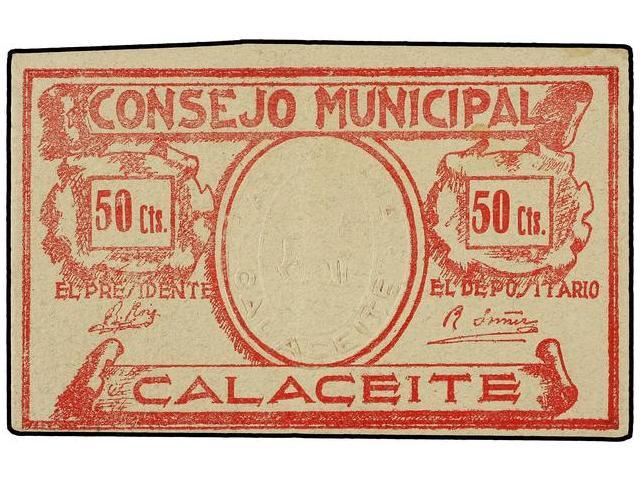 CONSEJO MUNICIPAL
50 Cts.
50 Cts.
EL PRESIDENTE
EL DEPOSITARIO
CALACEITE